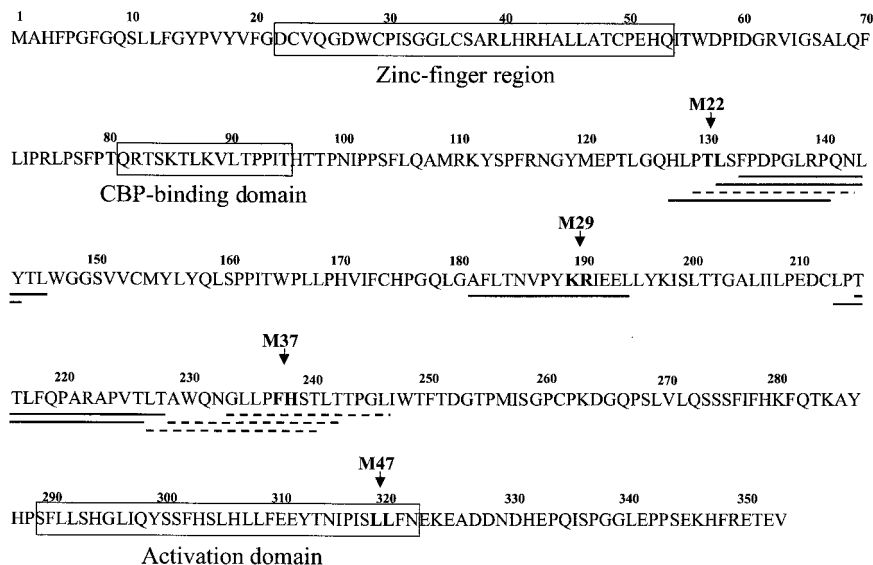 1 10 20 30 40 50 60 70
MAHFPGFGQSLLFGYPVYVFGDCVQGDWCPISGGLCSARLHRHALLATCPEHQITWDPIDGRVIGSALQF
Zinc-finger region
M22
80 90 100 110 120 130 140
LIPRLPSFPTQRTSKTLKVLTPPITHTTPNIPPSFLQAMRKYSPFRNGYMEPTLGQHLPTLSFPDPGLRPQNL
CBP-binding domain
M29
150 160 170 181 190 200 210
YTLWGGSVVCMYLYQLSPPITWPLLPHVIFCHPGQLGAFLTNVPYKRIEELLYKISLTTGALIILPEDCLPT
M37
220 230 240 250 260 270 280
TLFQPARAPVTLTAWQNGLLPFHSTLTTPGLIWTFTDGTPMISGPCPKDGQPSLVLQSSSFIFHKFQTKAY
M47
290 300 310 320 330 340 350
HPSFLLSHGLIQYSSFHSLHLLFEEYTNIPISLLFNEKEADDNDHEPQISPGGLEPPSEKHFRETEV
Activation domain